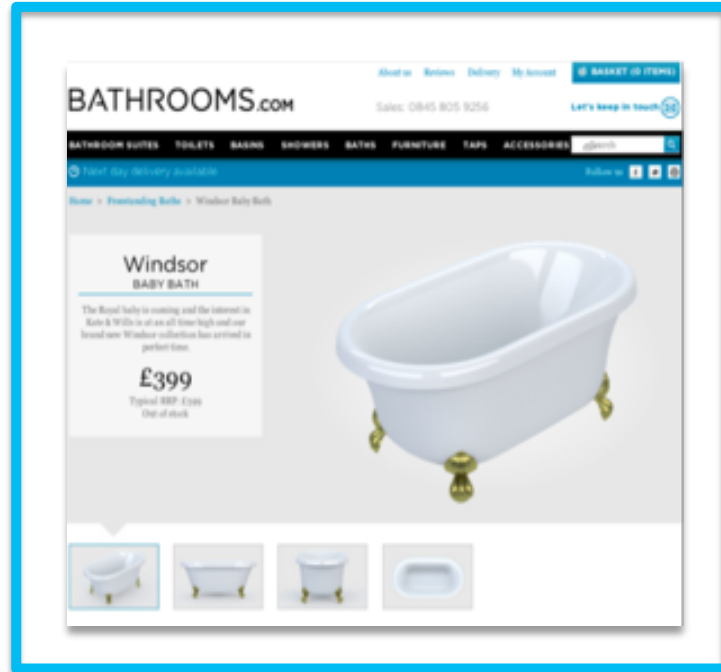 About us Reviews Delivery My Account BASKET (0 ITEMS)
BATHROOMS.COM
Sales: 0845 805 9256 Let's keep in touch
BATHROOM SUITES TOILETS BASINS SHOWERS BATHS FURNITURE TAPS ACCESSORIES Search
Next day delivery available Follow us
Home > Freestanding Baths > Windsor Baby Bath
Windsor
BABY BATH
The Royal baby is coming and the interest in
Kate & Wills is at an all time high and our
brand new Windsor collection has arrived in
perfect time.
£399
Typical RRP:
Out of stock